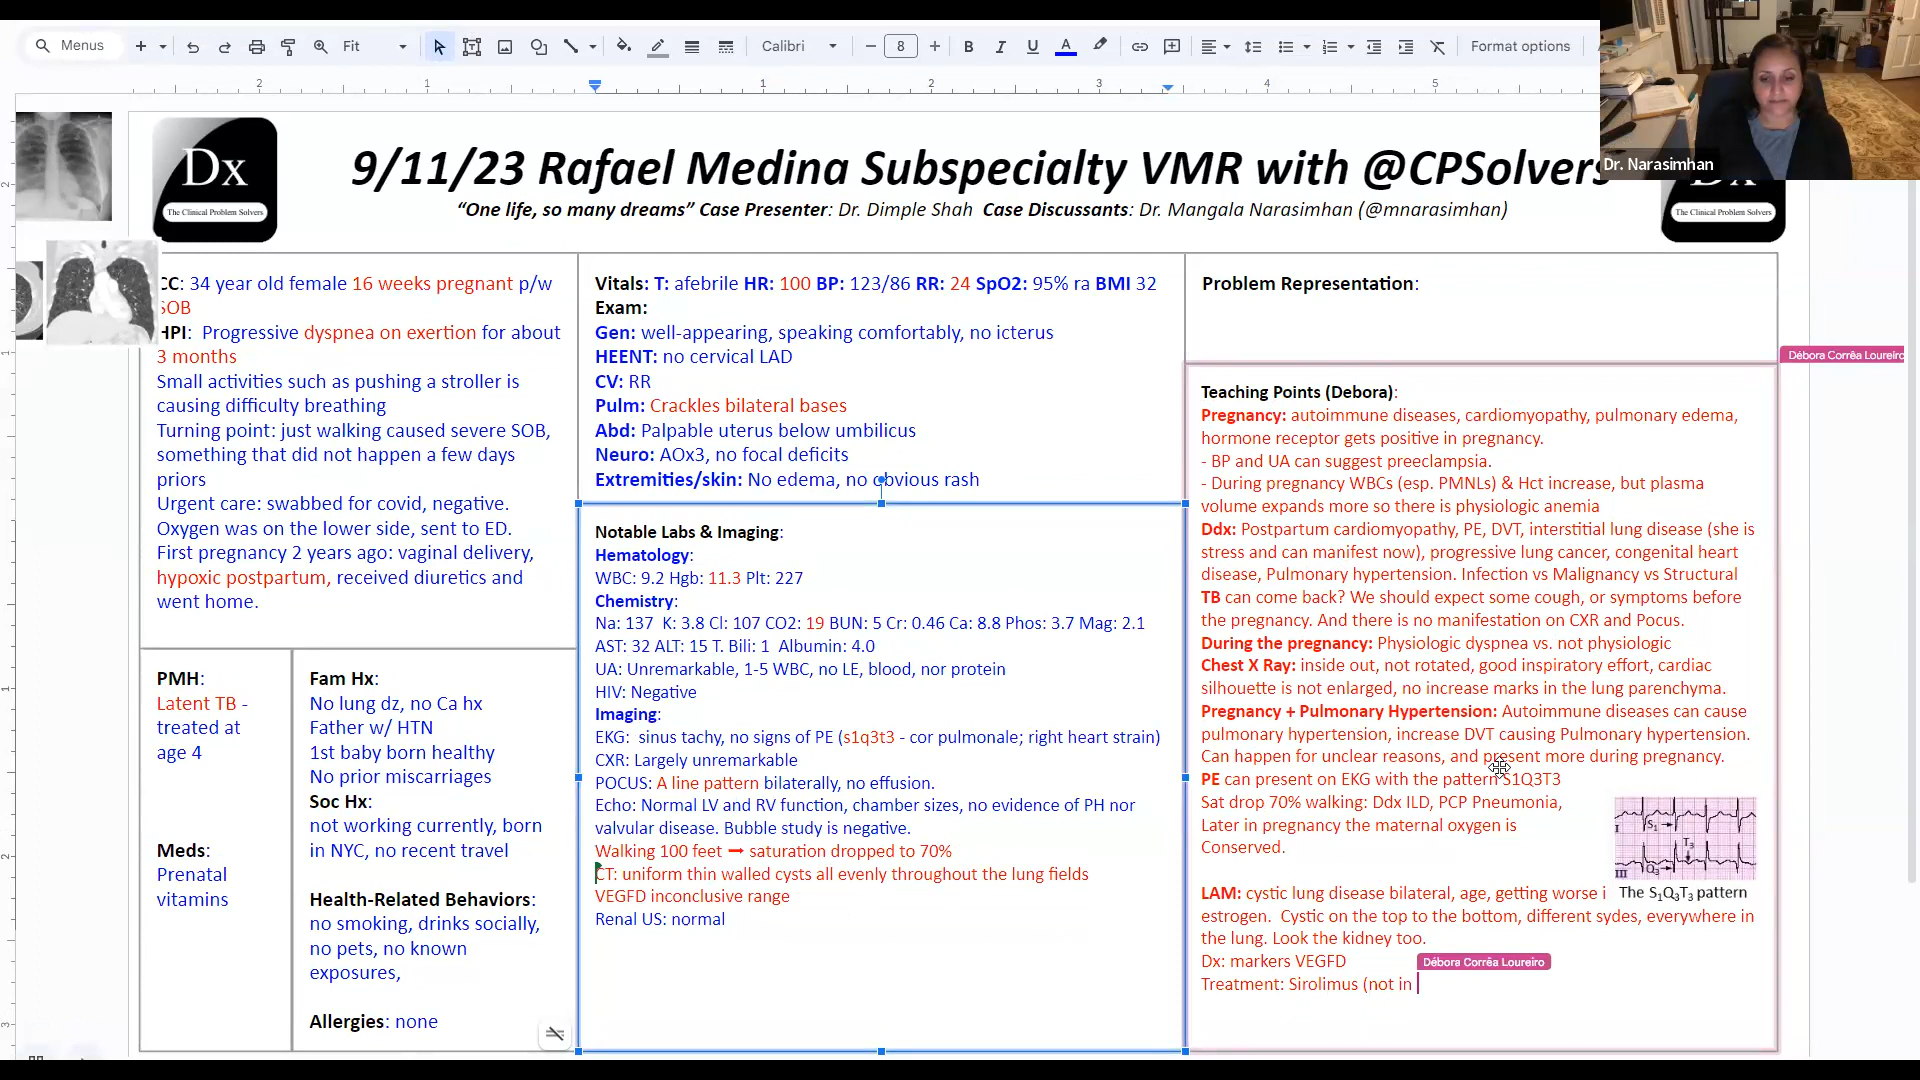 Menus
Fit
Calibri
8
Format options
2
1
1
2
3
4
5
Dr. Narasimhan
Dx
The Clinical Problem Solvers
9/11/23 Rafael Medina Subspecialty VMR with @CPSolvers
"One life, so many dreams" Case Presenter: Dr. Dimple Shah Case Discussants: Dr. Mangala Narasimhan (@mnarasimhan)
The Clinical Problem Solvers
CC: 34 year old female 16 weeks pregnant p/w
SOB
HPI: Progressive dyspnea on exertion for about
3 months
Small activities such as pushing a stroller is
causing difficulty breathing
Turning point: just walking caused severe SOB,
something that did not happen a few days
priors
Urgent care: swabbed for covid, negative.
Oxygen was on the lower side, sent to ED.
First pregnancy 2 years ago: vaginal delivery,
hypoxic postpartum, received diuretics and
went home.
PMH:
Latent TB -
treated at
age 4
Meds:
Prenatal
vitamins
Fam Hx:
No lung dz, no Ca hx
Father w/ HTN
1st baby born healthy
No prior miscarriages
Soc Hx:
not working currently, born
in NYC, no recent travel
Health-Related Behaviors:
no smoking, drinks socially,
no pets, no known
exposures,
Allergies: none
Vitals: T: afebrile HR: 100 BP: 123/86 RR: 24 SpO2: 95% ra BMI 32
Exam:
Gen: well-appearing, speaking comfortably, no icterus
HEENT: no cervical LAD
CV: RR
Pulm: Crackles bilateral bases
Abd: Palpable uterus below umbilicus
Neuro: AOx3, no focal deficits
Extremities/skin: No edema, no obvious rash
Notable Labs & Imaging:
Hematology:
WBC: 9.2 Hgb: 11.3 Plt: 227
Chemistry:
Na: 137 K: 3.8 Cl: 107 CO2: 19 BUN: 5 Cr: 0.46 Ca: 8.8 Phos: 3.7 Mag: 2.1
AST: 32 ALT: 15 T. Bili: 1 Albumin: 4.0
UA: Unremarkable, 1-5 WBC, no LE, blood, nor protein
HIV: Negative
Imaging:
EKG: sinus tachy, no signs of PE (s1q3t3 - cor pulmonale; right heart strain)
CXR: Largely unremarkable
POCUS: A line pattern bilaterally, no effusion.
Echo: Normal LV and RV function, chamber sizes, no evidence of PH nor
valvular disease. Bubble study is negative.
Walking 100 feet ➞ saturation dropped to 70%
CT: uniform thin walled cysts all evenly throughout the lung fields
VEGFD inconclusive range
Renal US: normal
Problem Representation:
Débora Corrêa Loureiro
Teaching Points (Debora):
Pregnancy: autoimmune diseases, cardiomyopathy, pulmonary edema,
hormone receptor gets positive in pregnancy.
- BP and UA can suggest preeclampsia.
- During pregnancy WBCs (esp. PMNLs) & Hct increase, but plasma
volume expands more so there is physiologic anemia
Ddx: Postpartum cardiomyopathy, PE, DVT, interstitial lung disease (she is
stress and can manifest now), progressive lung cancer, congenital heart
disease, Pulmonary hypertension. Infection vs Malignancy vs Structural
TB can come back? We should expect some cough, or symptoms before
the pregnancy. And there is no manifestation on CXR and Pocus.
During the pregnancy: Physiologic dyspnea vs. not physiologic
Chest X Ray: inside out, not rotated, good inspiratory effort, cardiac
silhouette is not enlarged, no increase marks in the lung parenchyma.
Pregnancy + Pulmonary Hypertension: Autoimmune diseases can cause
pulmonary hypertension, increase DVT causing Pulmonary hypertension.
Can happen for unclear reasons, and present more during pregnancy.
PE can present on EKG with the pattern S1Q3T3
Sat drop 70% walking: Ddx ILD, PCP Pneumonia,
Later in pregnancy the maternal oxygen is
Conserved.
I
S₁
T₃
III
Q₃
The S₁Q₃T₃ pattern
LAM: cystic lung disease bilateral, age, getting worse i
estrogen. Cystic on the top to the bottom, different sydes, everywhere in
the lung. Look the kidney too.
Dx: markers VEGFD
Débora Corrêa Loureiro
Treatment: Sirolimus (not in